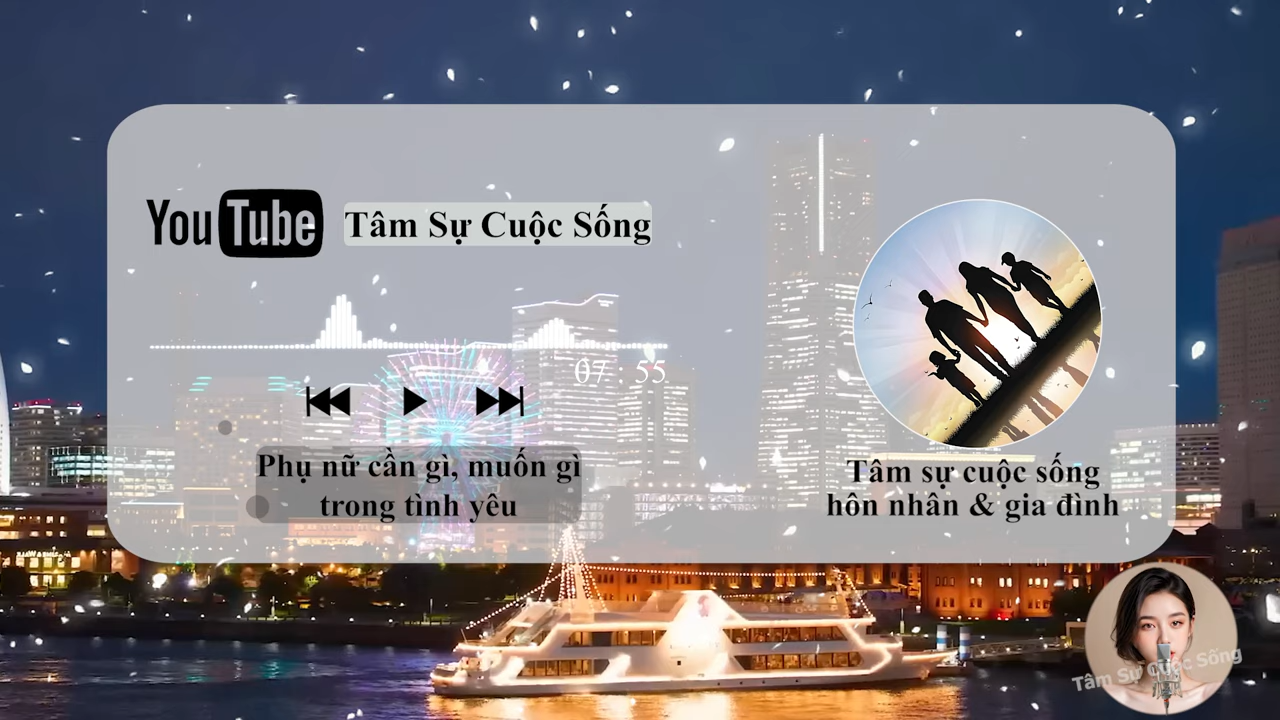 YouTube
Tâm Sự Cuộc Sống
07 : 55
Phụ nữ cần gì, muốn gì
trong tình yêu
Tâm sự cuộc sống
hôn nhân & gia đình
Tâm Sự Cuộc Sống